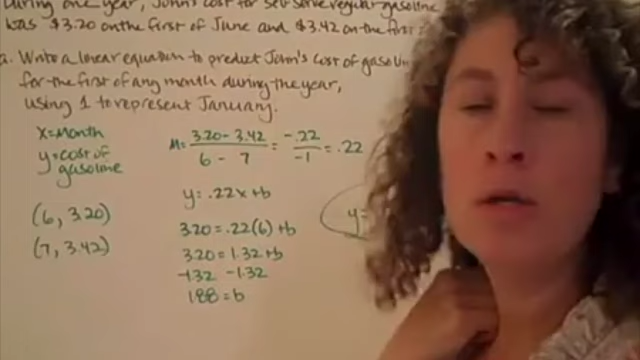 During one year, John's cost for self-serve regular gasoline
was $3.20 on the first of June and $3.42 on the first
a. Write a linear equation to predict John's cost of
for the first of any month during the year,
using 1 to represent January.
x=Month
y=cost of
gasoline
(6, 3.20)
(7, 3.42)
M= 3.20 - 3.42 / 6 - 7 = -.22 / -1 = .22
y= .22x+b
3.20=.22(6)+b
3.20=1.32+b
-1.32 -1.32
1.88=b
y=